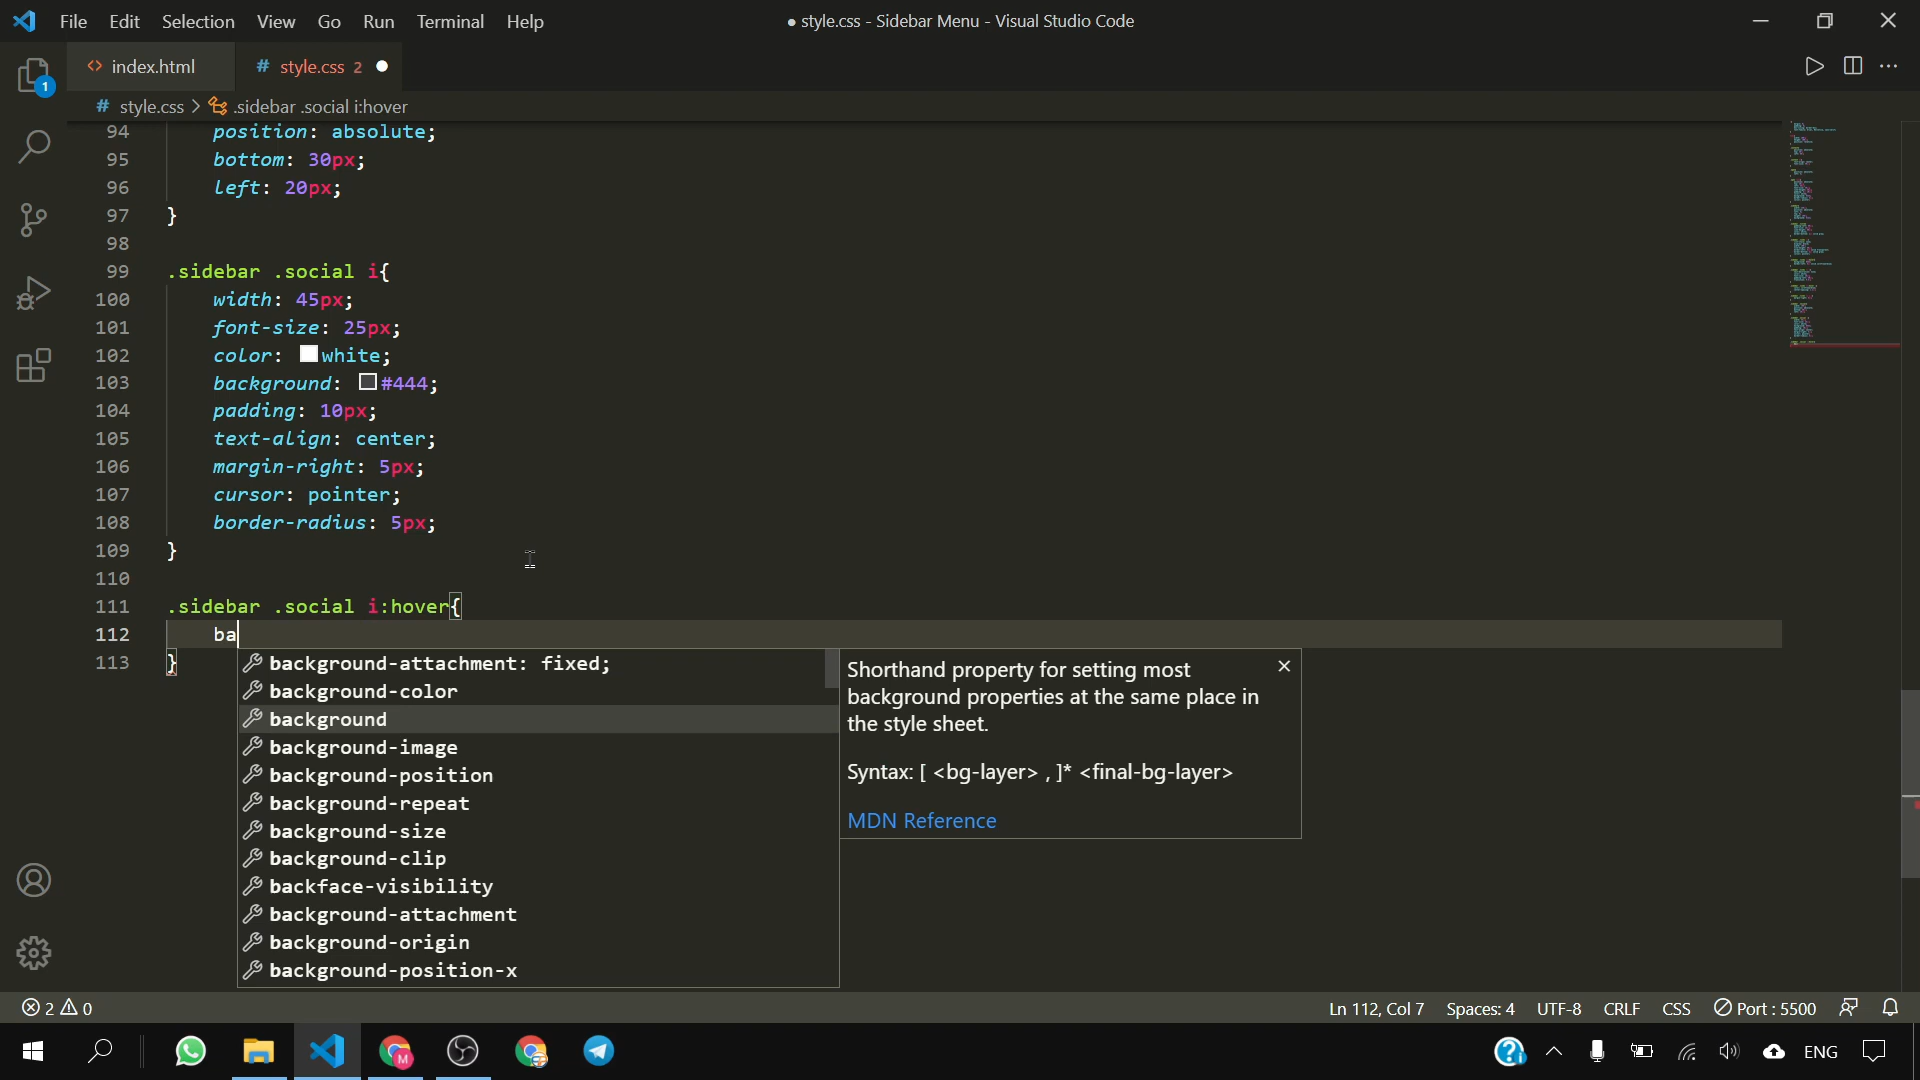 File Edit Selection View Go Run Terminal Help ● style.css - Sidebar Menu - Visual Studio Code
1
<> index.html # style.css 2 ●
# style.css > .sidebar .social i:hover
94 position: absolute;
95 bottom: 30px;
96 left: 20px;
97 }
98
99 .sidebar .social i{
100 width: 45px;
101 font-size: 25px;
102 color: white;
103 background: #444;
104 padding: 10px;
105 text-align: center;
106 margin-right: 5px;
107 cursor: pointer;
108 border-radius: 5px;
109 }
110
111 .sidebar .social i:hover{
112 ba
113 }
background-attachment: fixed;
background-color
background
background-image
background-position
background-repeat
background-size
background-clip
backface-visibility
background-attachment
background-origin
background-position-x
Shorthand property for setting most
background properties at the same place in
the style sheet.
Syntax: [ <bg-layer> , ]* <final-bg-layer>
MDN Reference
2 0 Ln 112, Col 7 Spaces: 4 UTF-8 CRLF CSS Port : 5500
M ENG